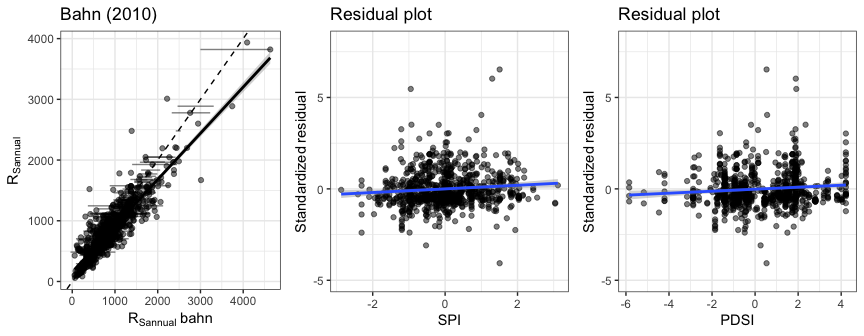 Bahn (2010)
4000
3000
2000
1000
0
R_Sannual
0 1000 2000 3000 4000
R_Sannual bahn
Residual plot
5
0
-5
Standardized residual
-2 0 2
SPI
Residual plot
5
0
-5
Standardized residual
-6 -4 -2 0 2 4
PDSI